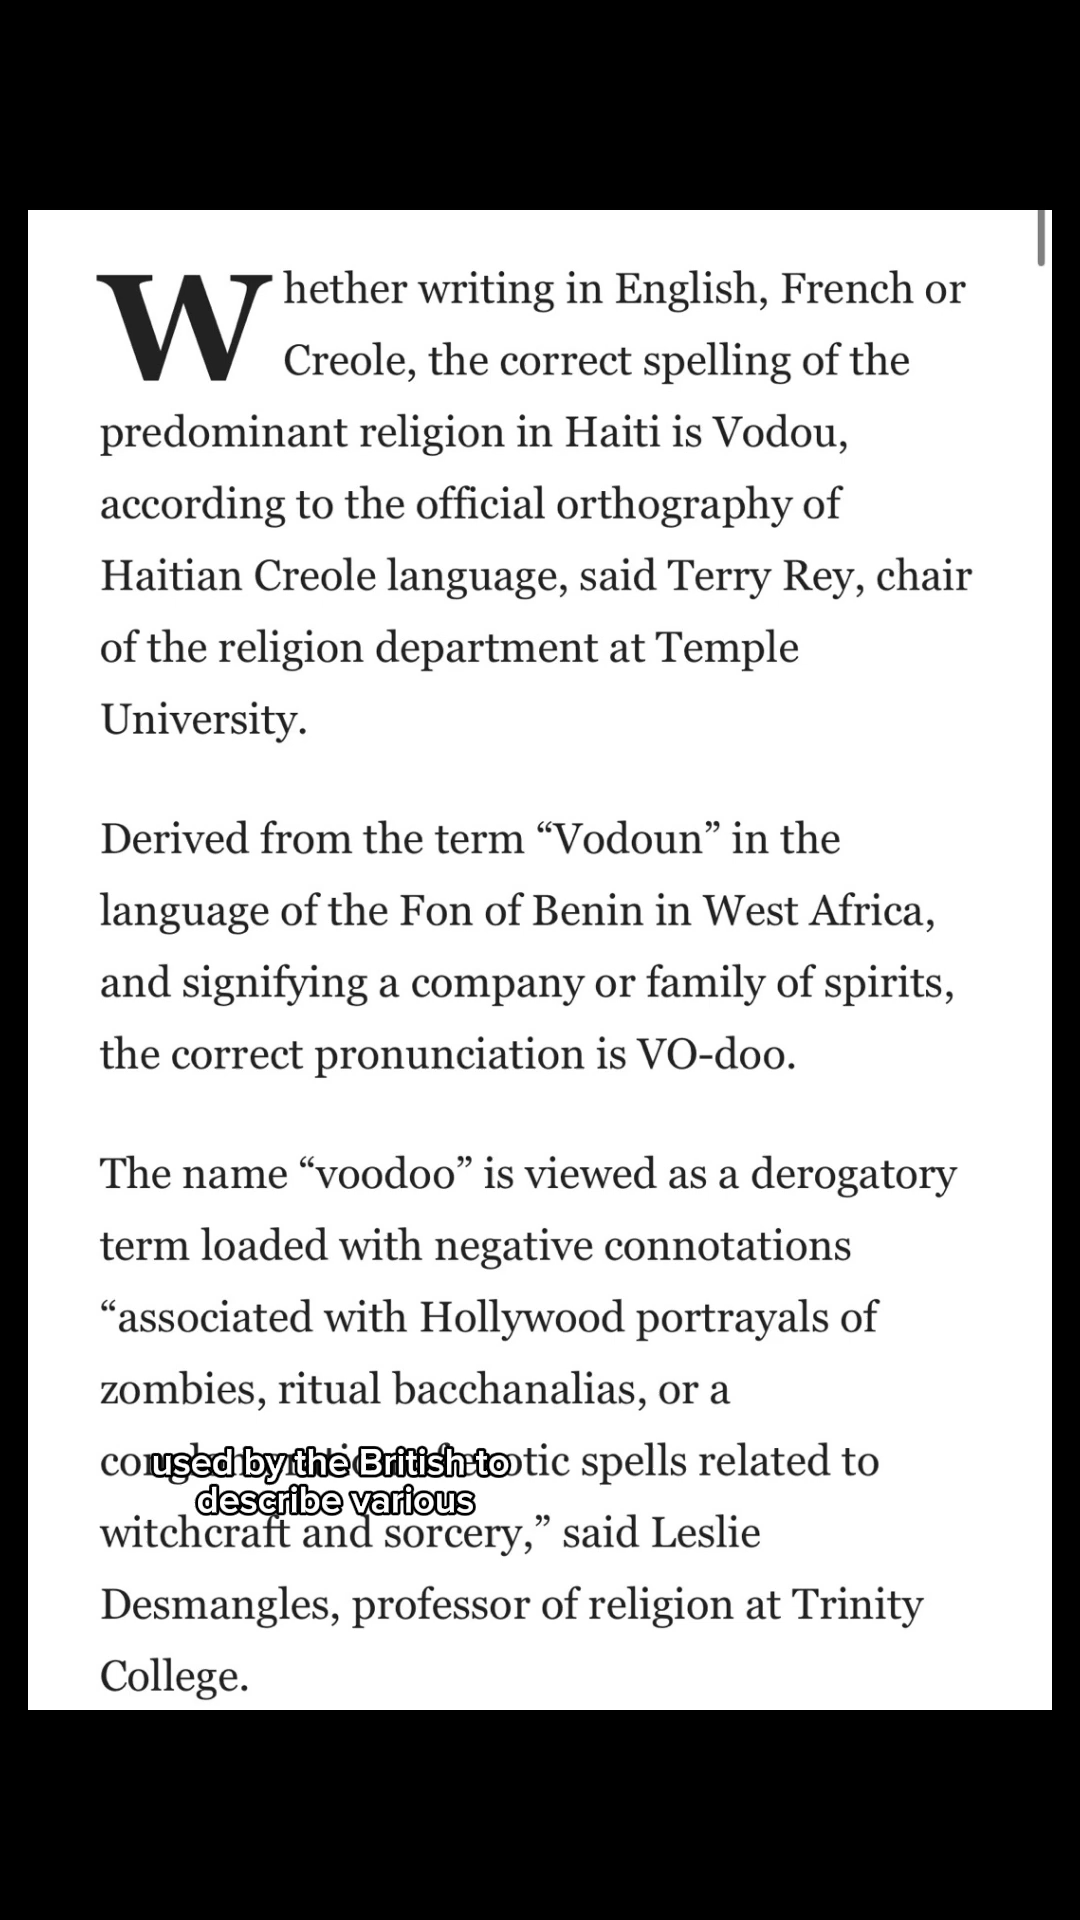 Whether writing in English, French or
Creole, the correct spelling of the
predominant religion in Haiti is Vodou,
according to the official orthography of
Haitian Creole language, said Terry Rey, chair
of the religion department at Temple
University.
Derived from the term “Vodoun” in the
language of the Fon of Benin in West Africa,
and signifying a company or family of spirits,
the correct pronunciation is VO-doo.
The name “voodoo” is viewed as a derogatory
term loaded with negative connotations
“associated with Hollywood portrayals of
zombies, ritual bacchanalias, or a
spells related to
used by the British to
describe various
witchcraft and sorcery,” said Leslie
Desmangles, professor of religion at Trinity
College.